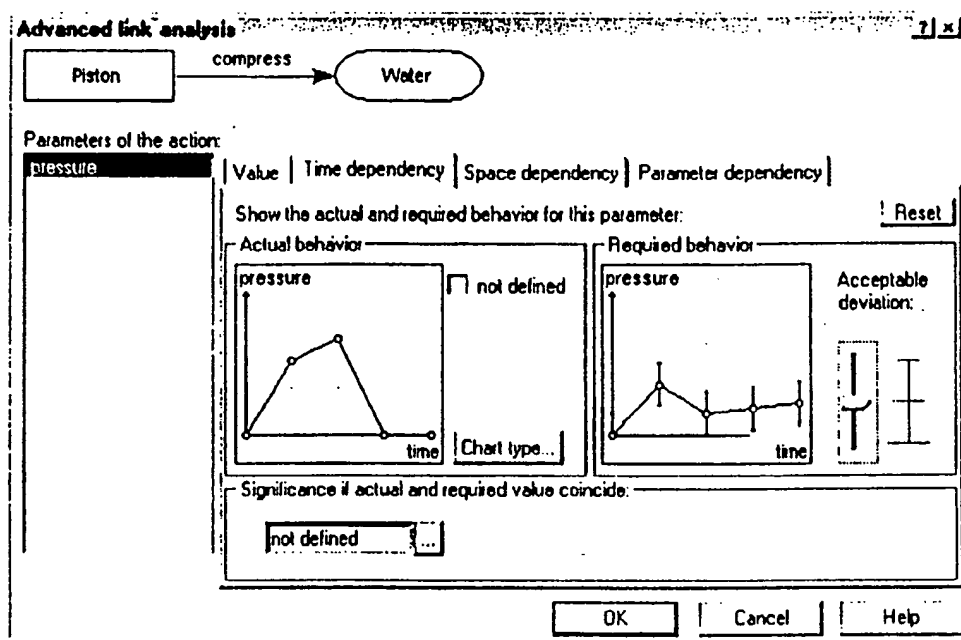 Advanced link analysis
? ×
Piston
compress
Water
Parameters of the action:
pressure
Value
Time dependency
Space dependency
Parameter dependency
Show the actual and required behavior for this parameter:
Reset
Actual behavior
pressure
not defined
time
Chart type...
Required behavior
pressure
time
Acceptable
deviation:
Significance if actual and required value coincide:
not defined
...
OK
Cancel
Help